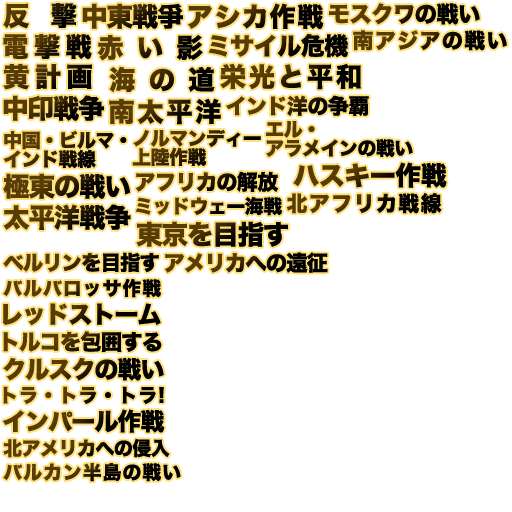 反撃 中東戦争 アシカ作戦 モスクワの戦い
電撃戦 赤い影 ミサイル危機 南アジアの戦い
黄計画 海の道 栄光と平和
中印戦争 南太平洋 インド洋の争覇
中国・ビルマ・インド戦線
ノルマンディー上陸作戦
エル・アラメインの戦い
極東の戦い アフリカの解放 ハスキー作戦
太平洋戦争 ミッドウェー海戦 北アフリカ戦線
東京を目指す
ベルリンを目指す アメリカへの遠征
バルバロッサ作戦
レッドストーム
トルコを包囲する
クルスクの戦い
トラ・トラ・トラ!
インパール作戦
北アメリカへの侵入
バルカン半島の戦い